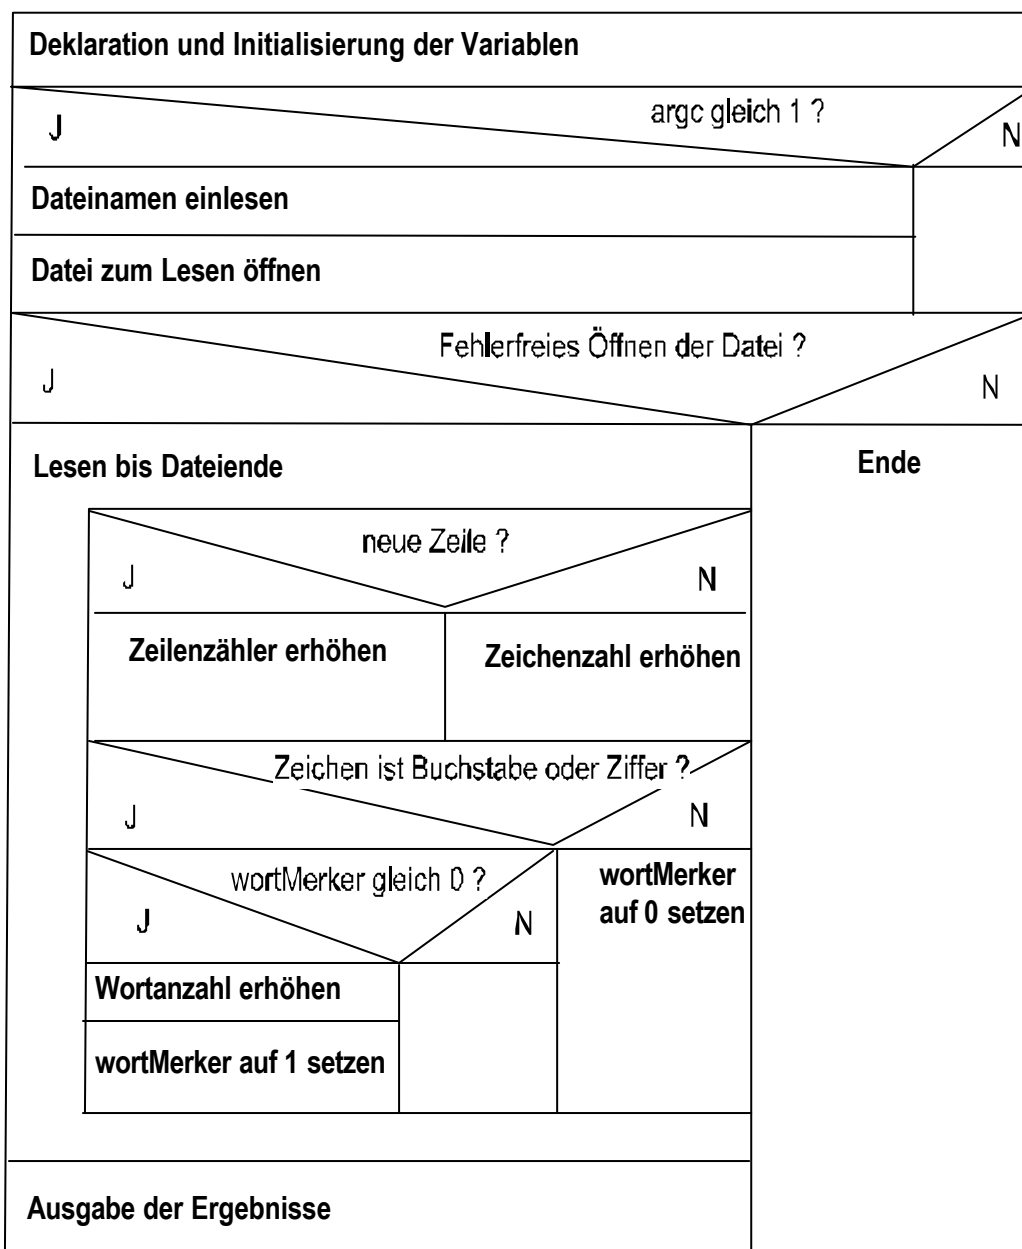 Deklaration und Initialisierung der Variablen
argc gleich 1 ?
J
N
Dateinamen einlesen
Datei zum Lesen öffnen
Fehlerfreies Öffnen der Datei ?
J
N
Lesen bis Dateiende
Ende
neue Zeile ?
J
N
Zeilenzähler erhöhen
Zeichenzahl erhöhen
Zeichen ist Buchstabe oder Ziffer ?
J
N
wortMerker gleich 0 ?
J
N
wortMerker
auf 0 setzen
Wortanzahl erhöhen
wortMerker auf 1 setzen
Ausgabe der Ergebnisse